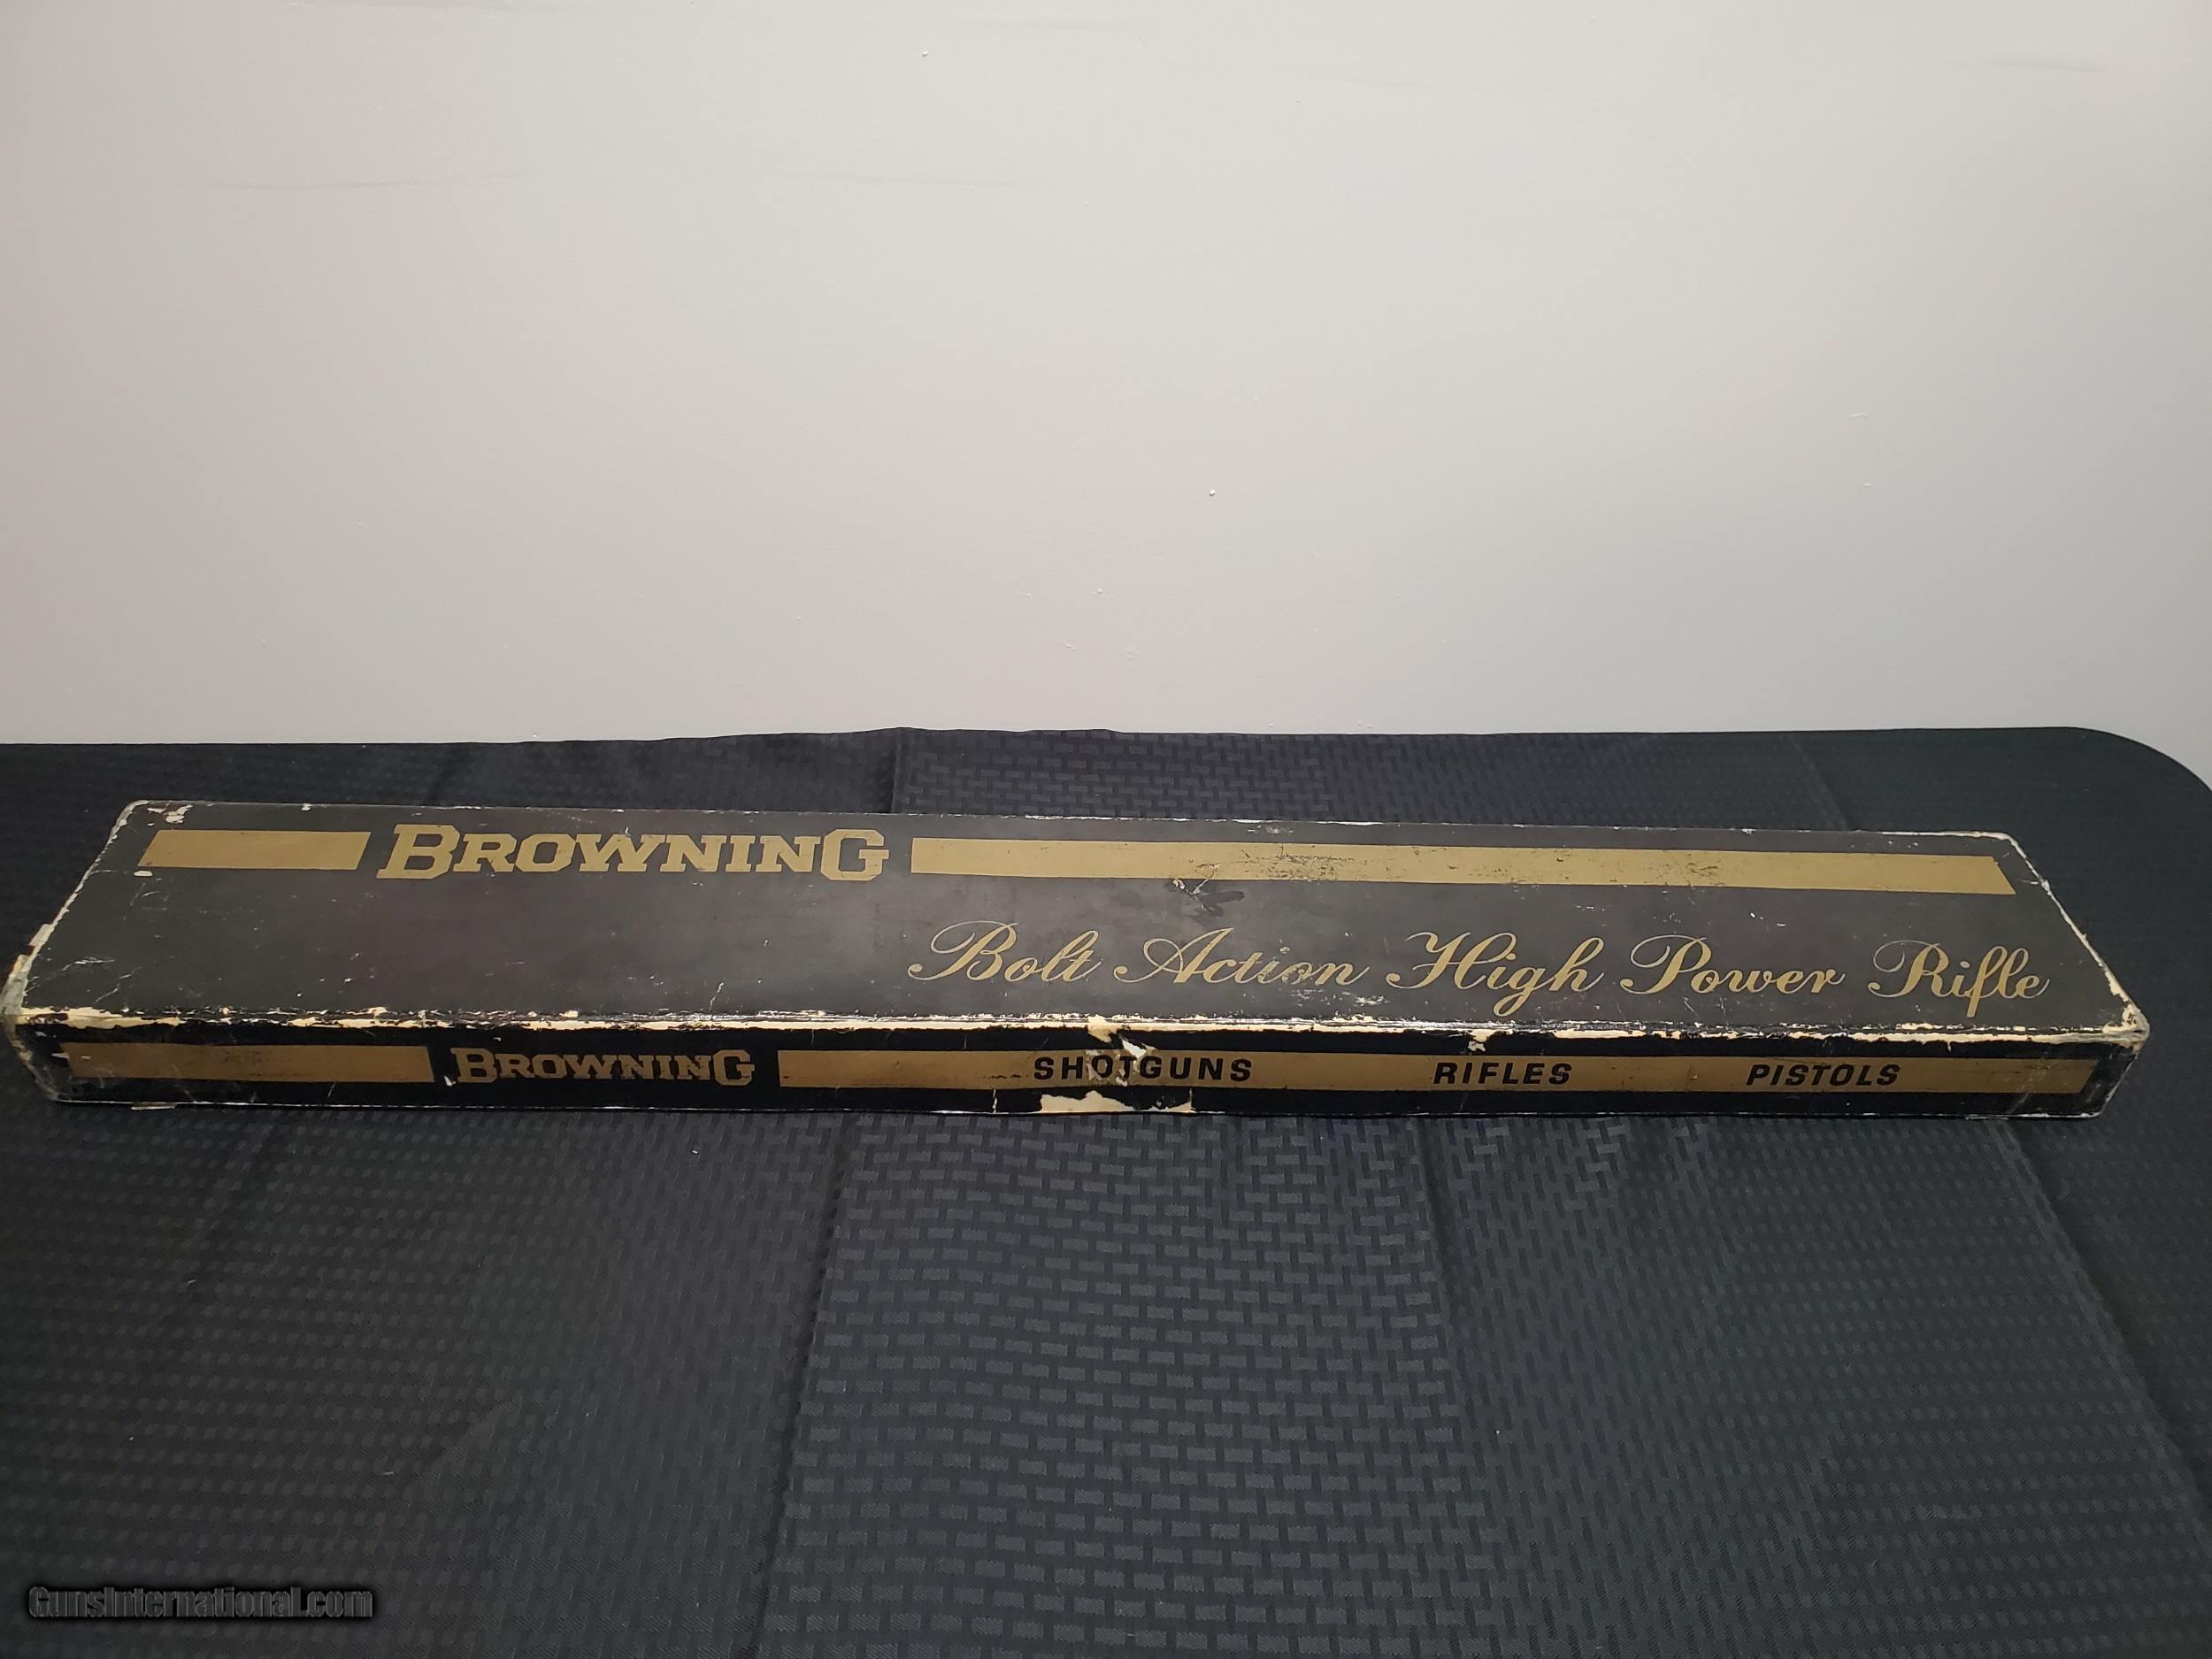 BROWNING
Bolt Action High Power Rifle
BROWNING SHOTGUNS RIFLES PISTOLS
GunsInternational.com